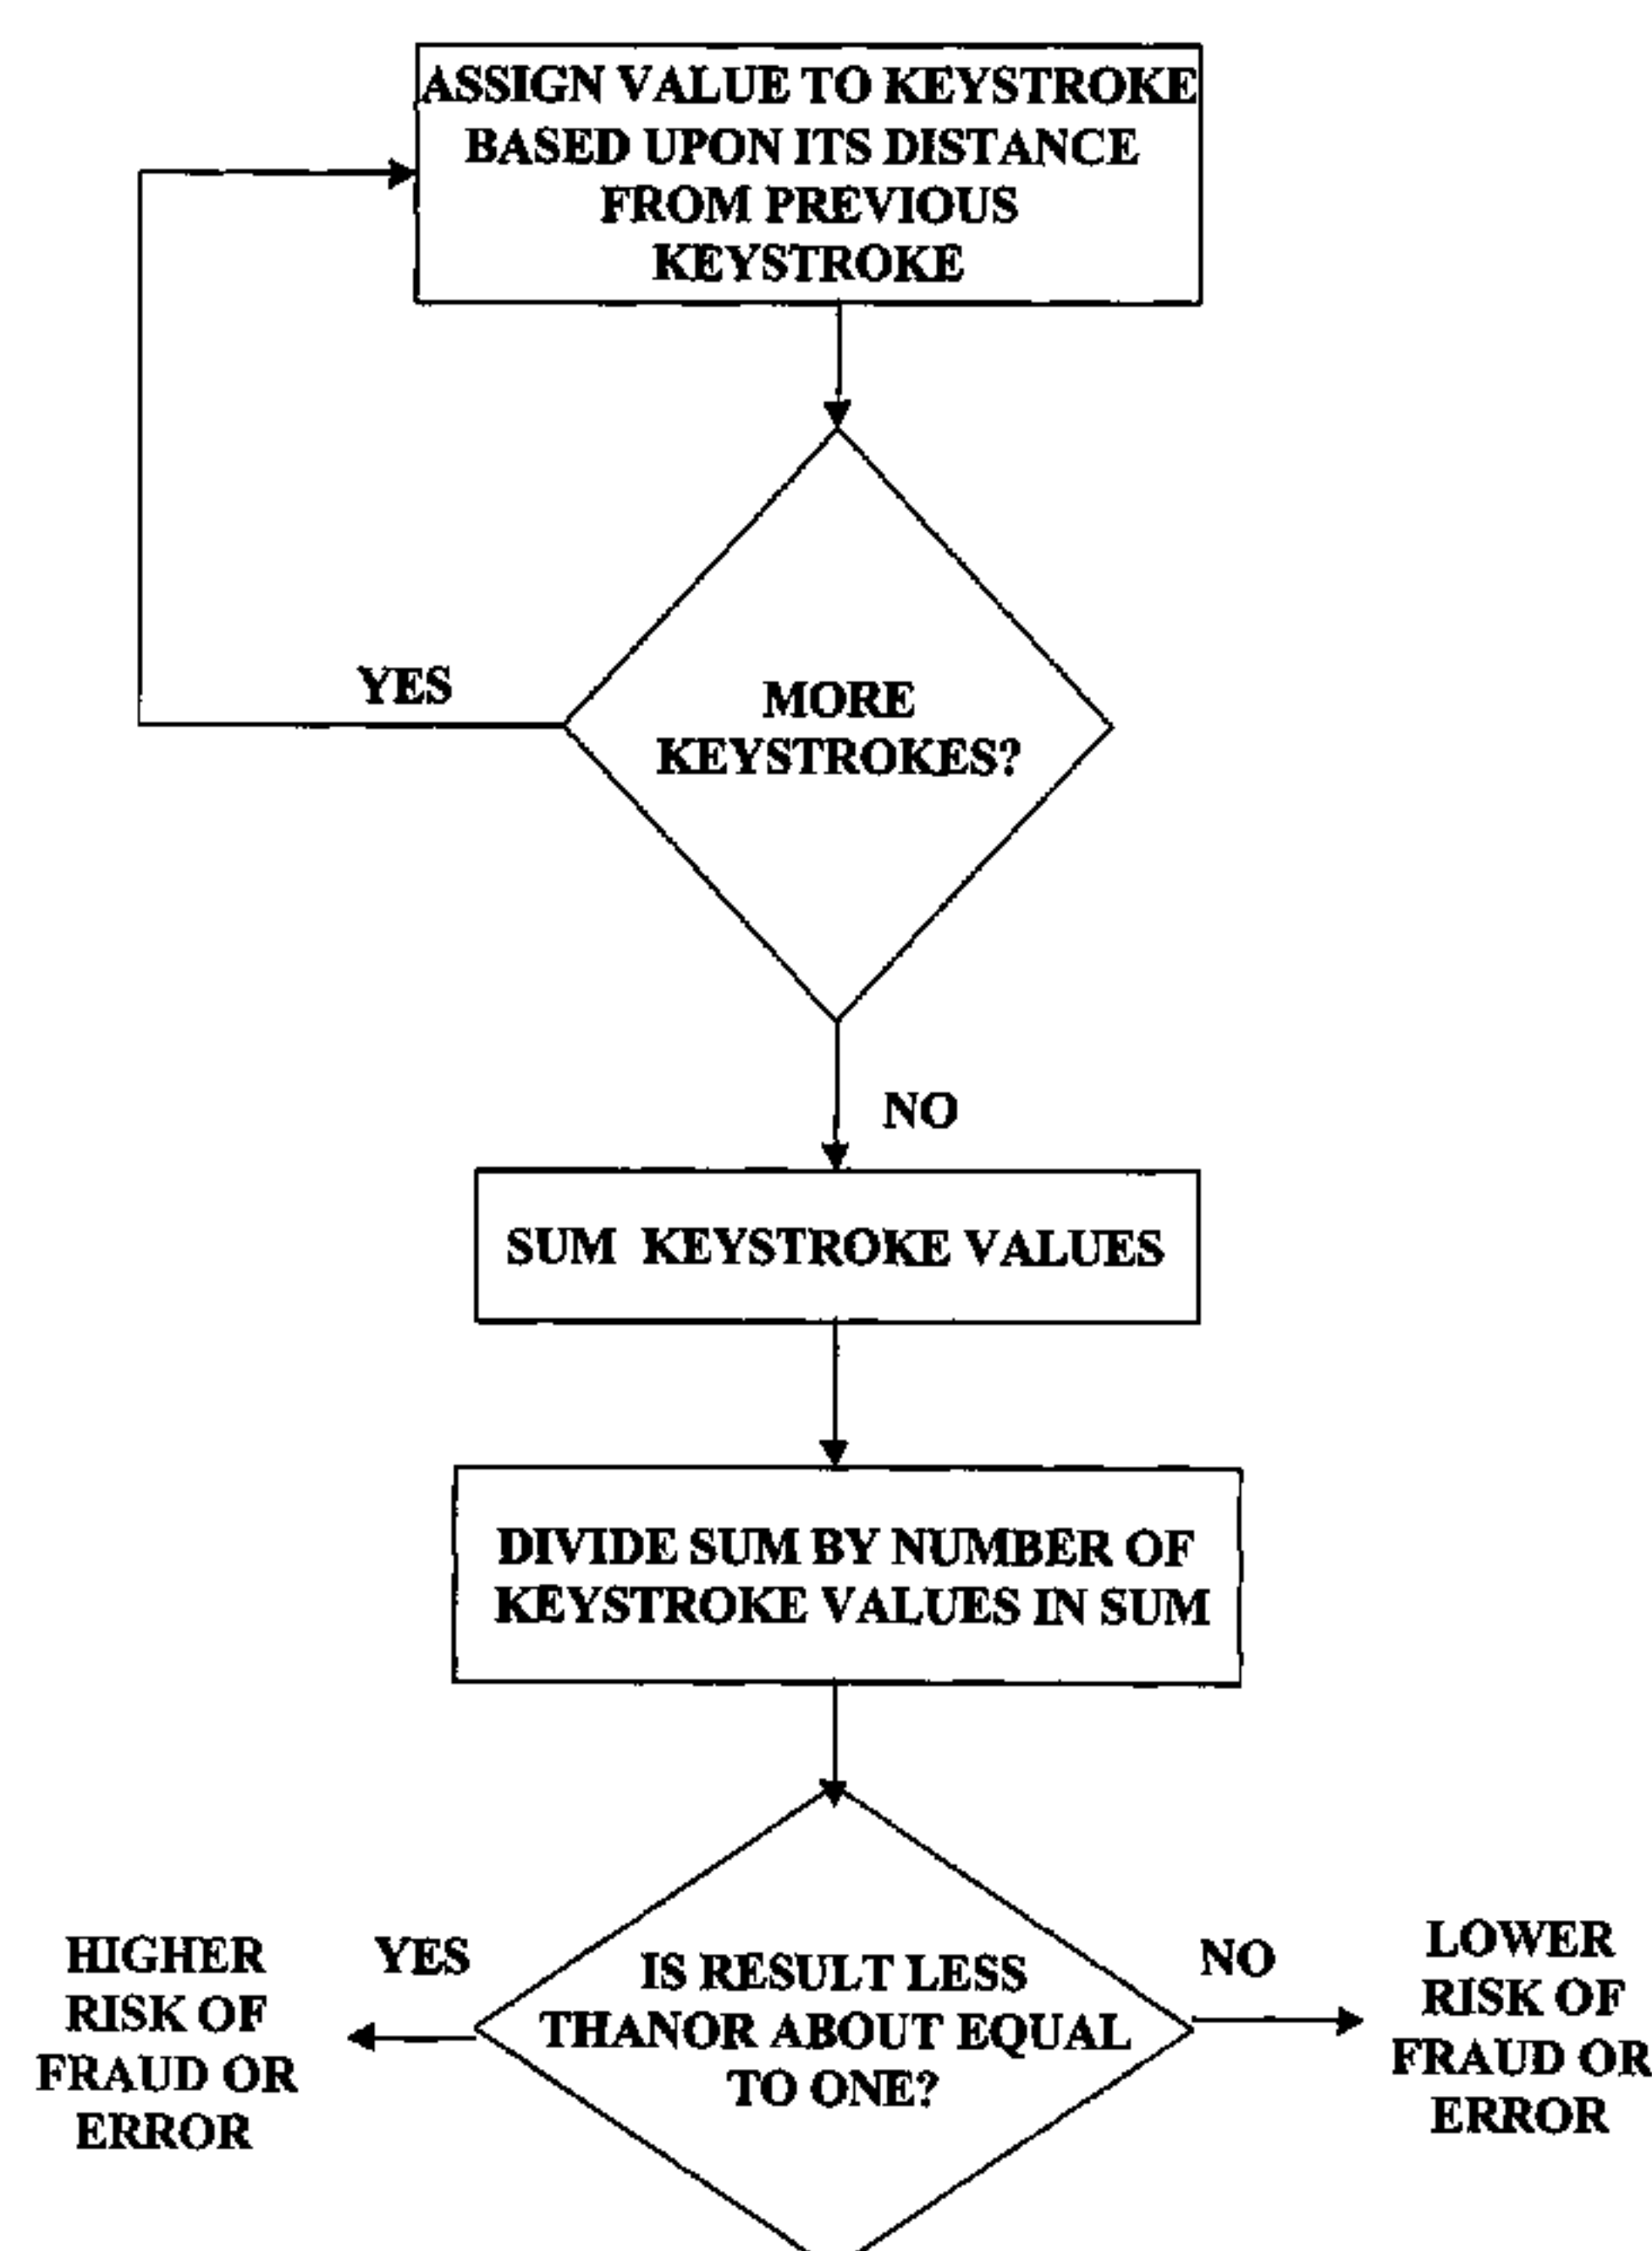 ASSIGN VALUE TO KEYSTROKE
BASED UPON ITS DISTANCE
FROM PREVIOUS
KEYSTROKE
YES
MORE
KEYSTROKES?
NO
SUM KEYSTROKE VALUES
DIVIDE SUM BY NUMBER OF
KEYSTROKE VALUES IN SUM
HIGHER
RISK OF
FRAUD OR
ERROR
YES
IS RESULT LESS
THANOR ABOUT EQUAL
TO ONE?
NO
LOWER
RISK OF
FRAUD OR
ERROR